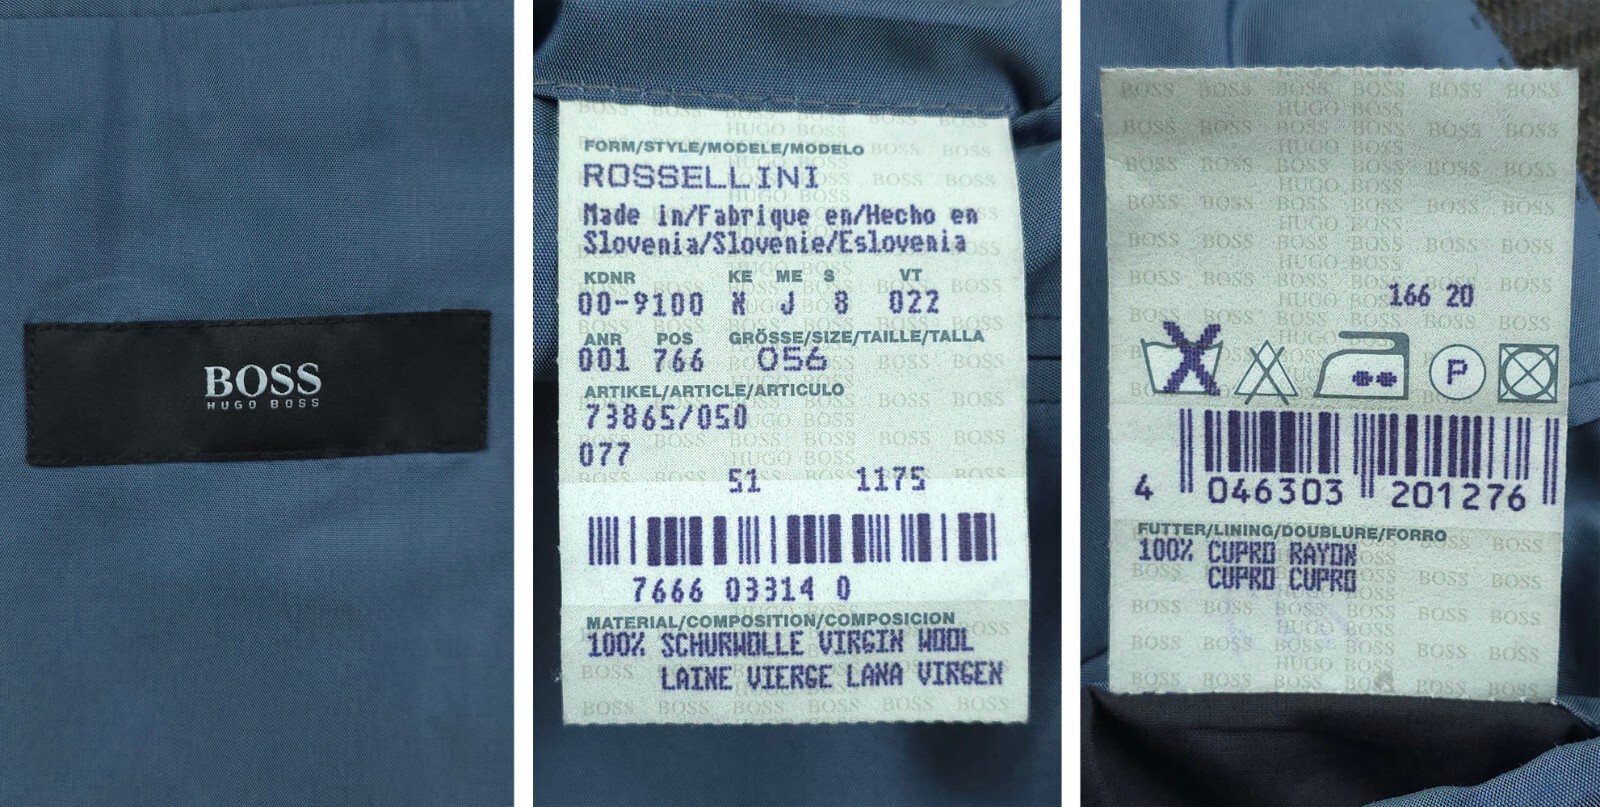 BOSS
HUGO BOSS
FORM/STYLE/MODELE/MODELO
ROSSELLINI
Made in/Fabrique en/Hecho en
Slovenia/Slovenie/Eslovenia
KDNR KE ME S VT
00-9100 X J 8 022
ANR POS GRÖSSE/SIZE/TAILLE/TALLA
001 766 056
ARTIKEL/ARTICLE/ARTICULO
73865/050
077
51 1175
7666 03314 0
MATERIAL/COMPOSITION/COMPOSICION
100% SCHURWOLLE VIRGIN WOOL
LAINE VIERGE LANA VIRGEN
166 20
P
4 046303 201276
FUTTER/LINING/DOUBLURE/FORRO
100% CUPRO RAYON
CUPRO CUPRO